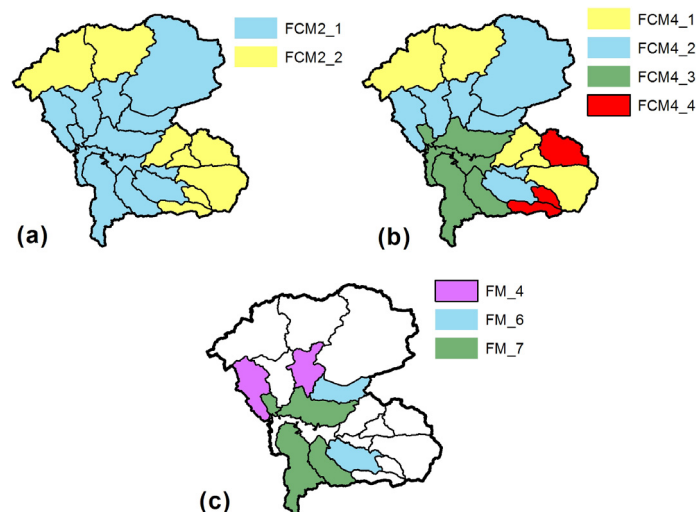 FCM2_1
FCM2_2
(a)
FCM4_1
FCM4_2
FCM4_3
FCM4_4
(b)
FM_4
FM_6
FM_7
(c)